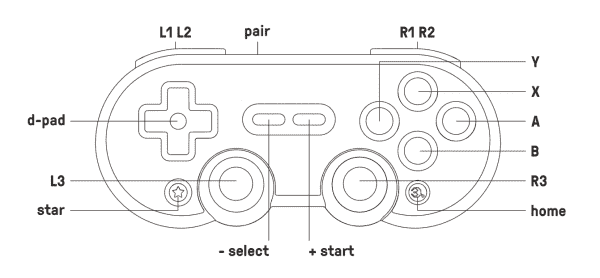 L1 L2
pair
R1 R2
Y
X
d-pad
A
B
L3
R3
star
home
- select
+ start